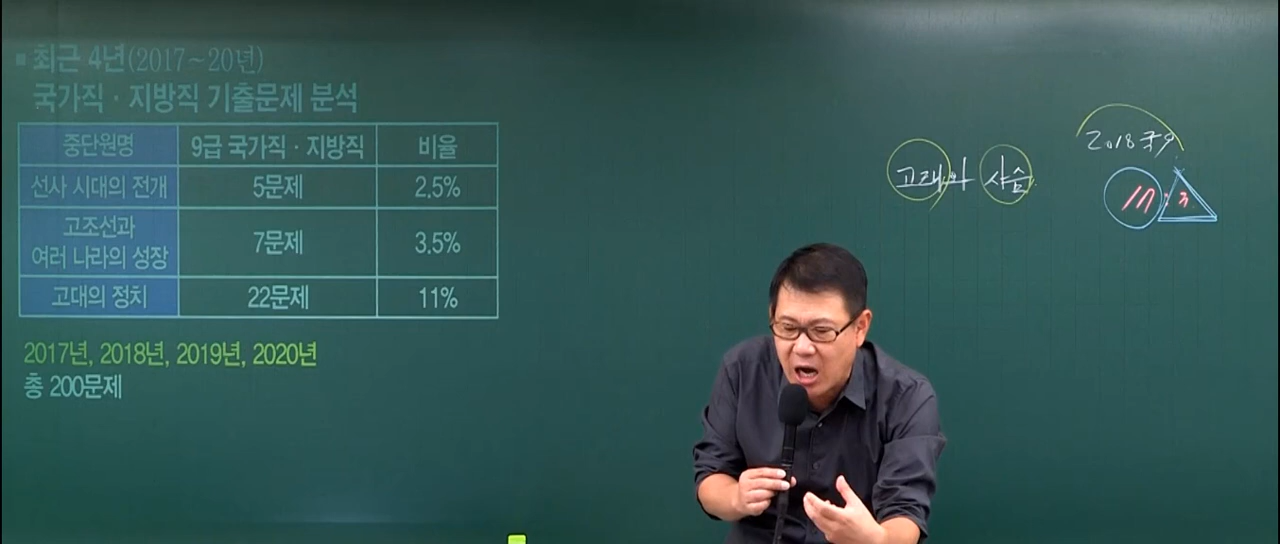 ▪ 최근 4년(2017~20년)
국가직·지방직 기출문제 분석
중단원명 9급 국가직·지방직 비율
선사 시대의 전개 5문제 2.5%
고조선과
여러 나라의 성장 7문제 3.5%
고대의 정치 22문제 11%
2017년, 2018년, 2019년, 2020년
총 200문제
고래와 사슴
2018 국9
17 : 3